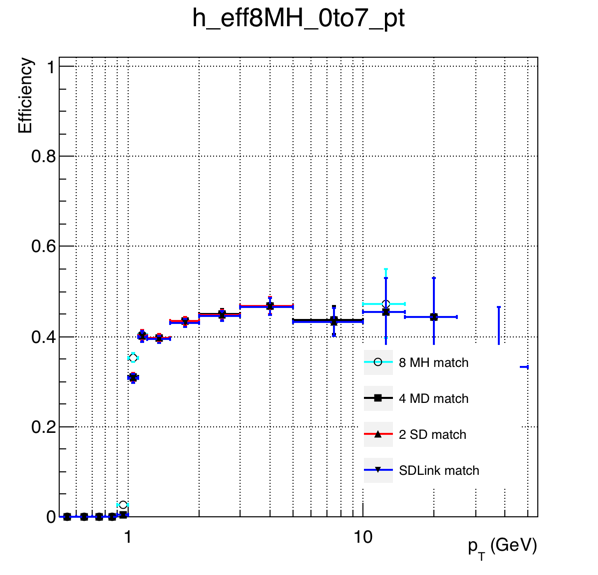 h_eff8MH_0to7_pt
Efficiency
1
0.8
0.6
0.4
0.2
0
8 MH match
4 MD match
2 SD match
SDLink match
1
10
p_T (GeV)